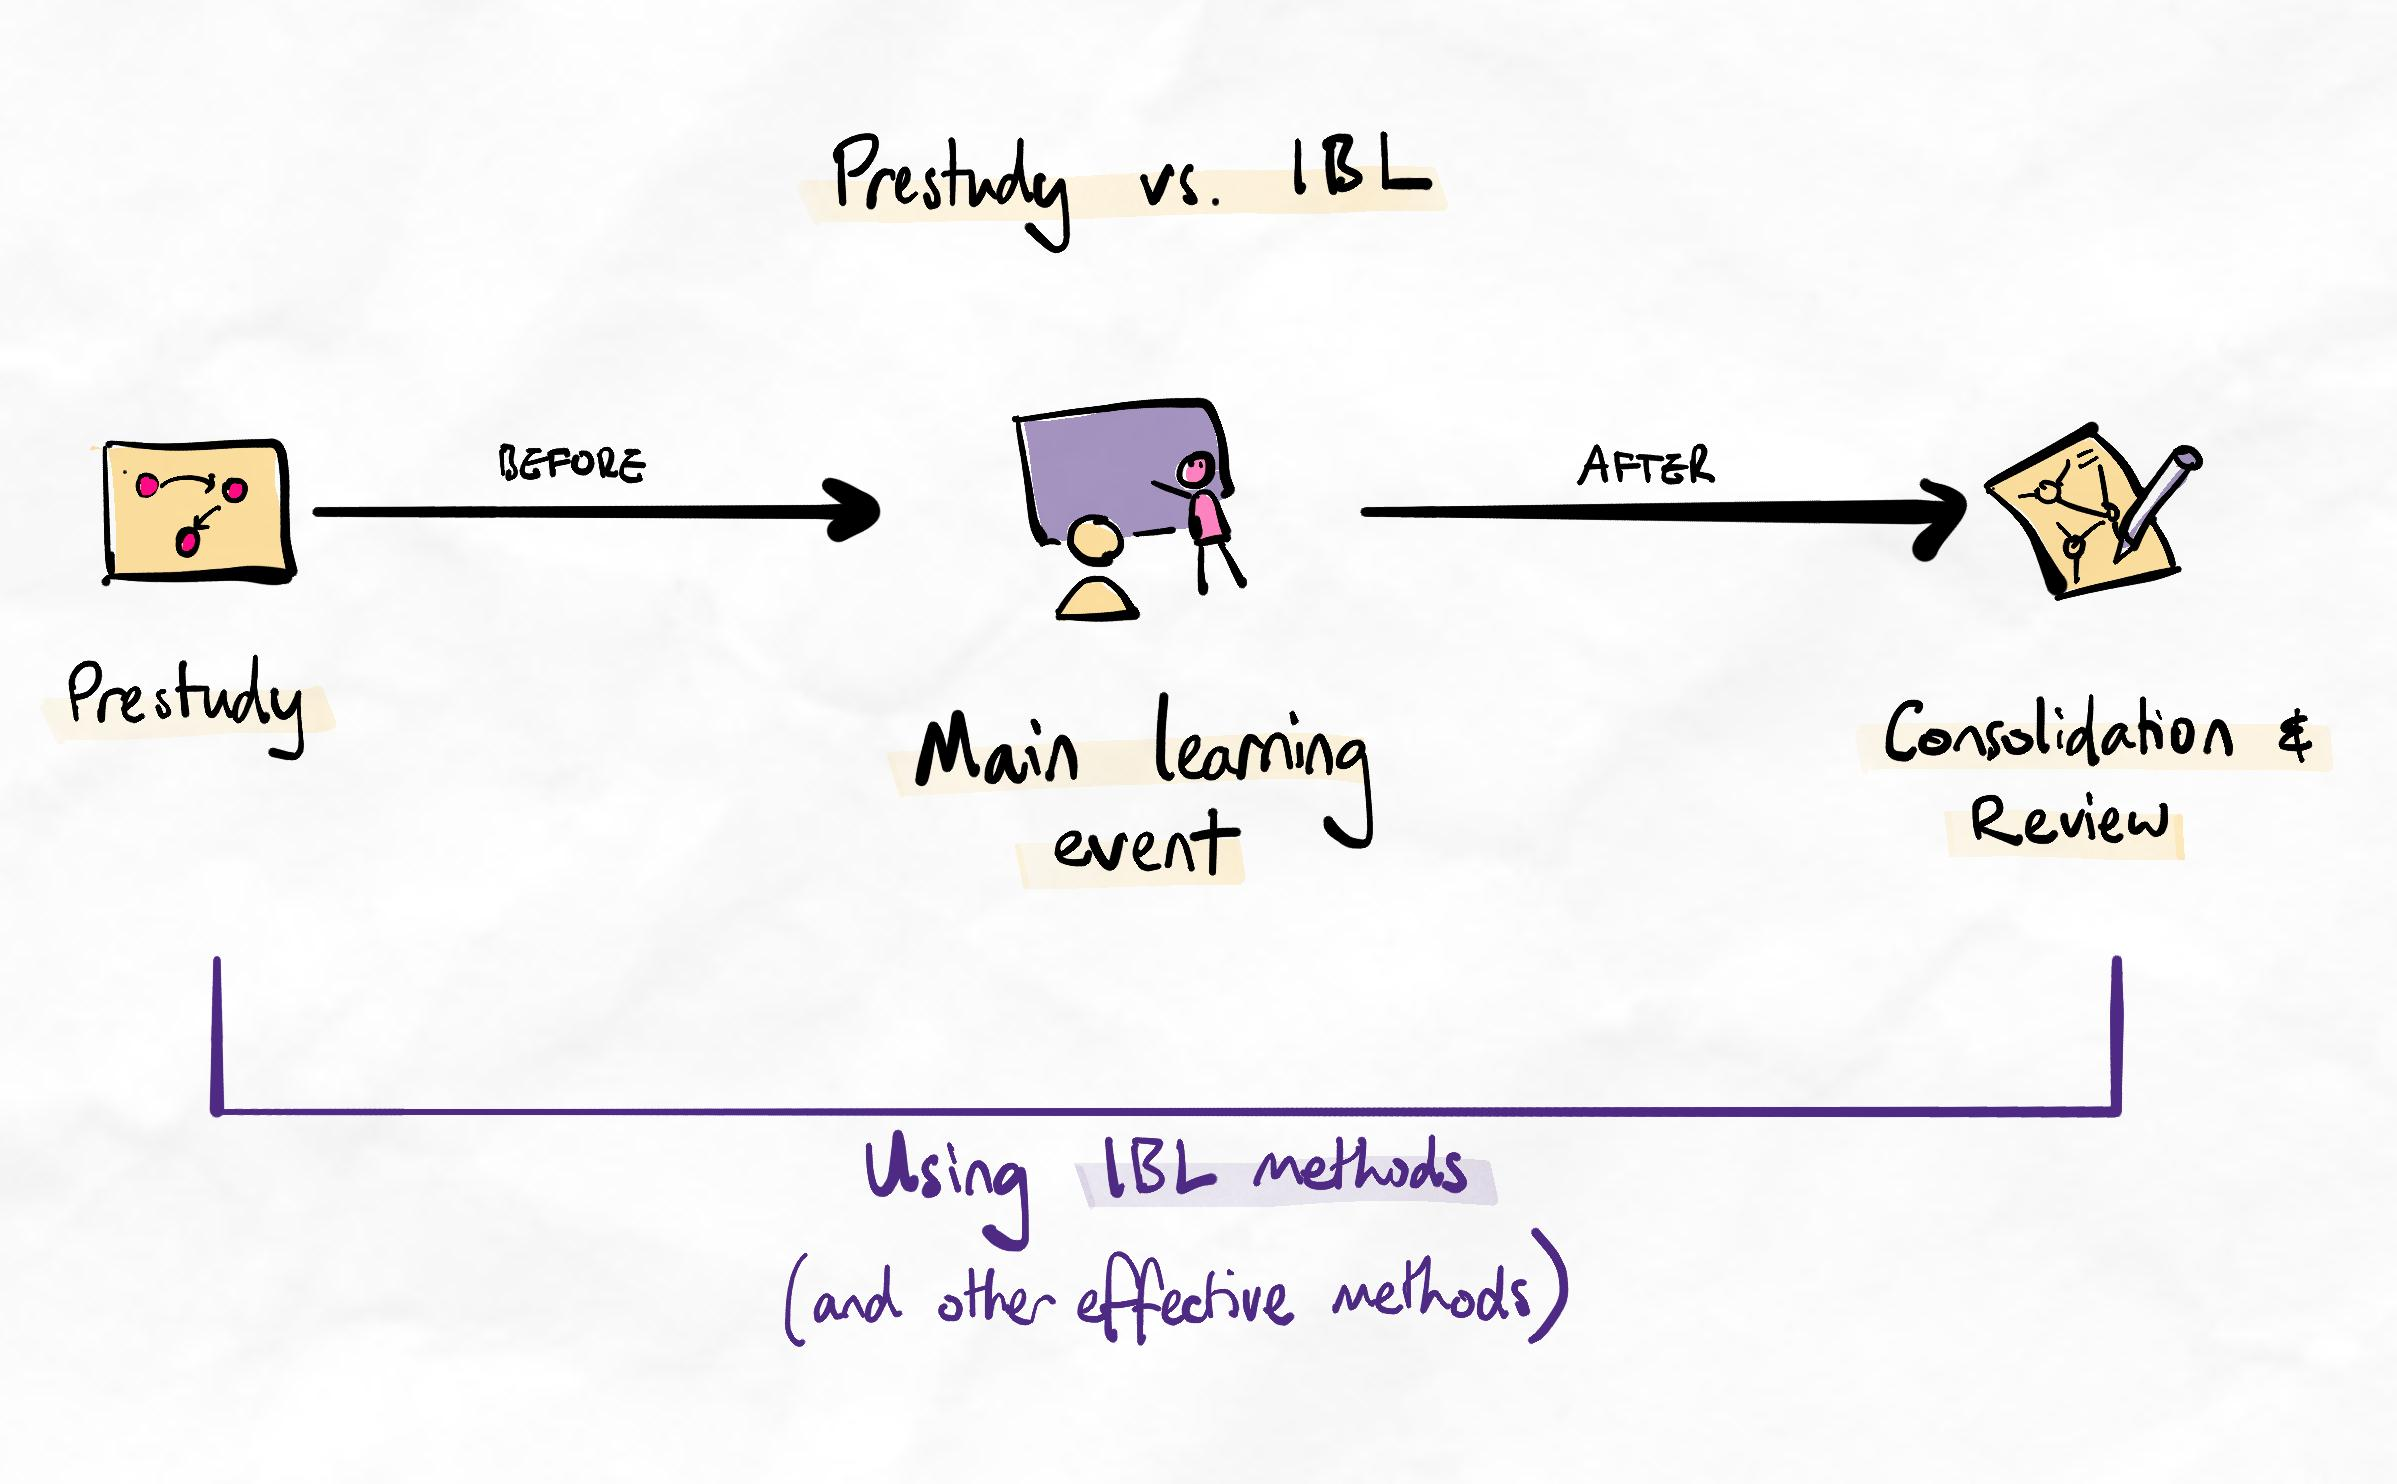 Prestudy vs. IBL
BEFORE
AFTER
Prestudy
Main learning
event
Consolidation &
Review
Using IBL methods
(and other effective methods)